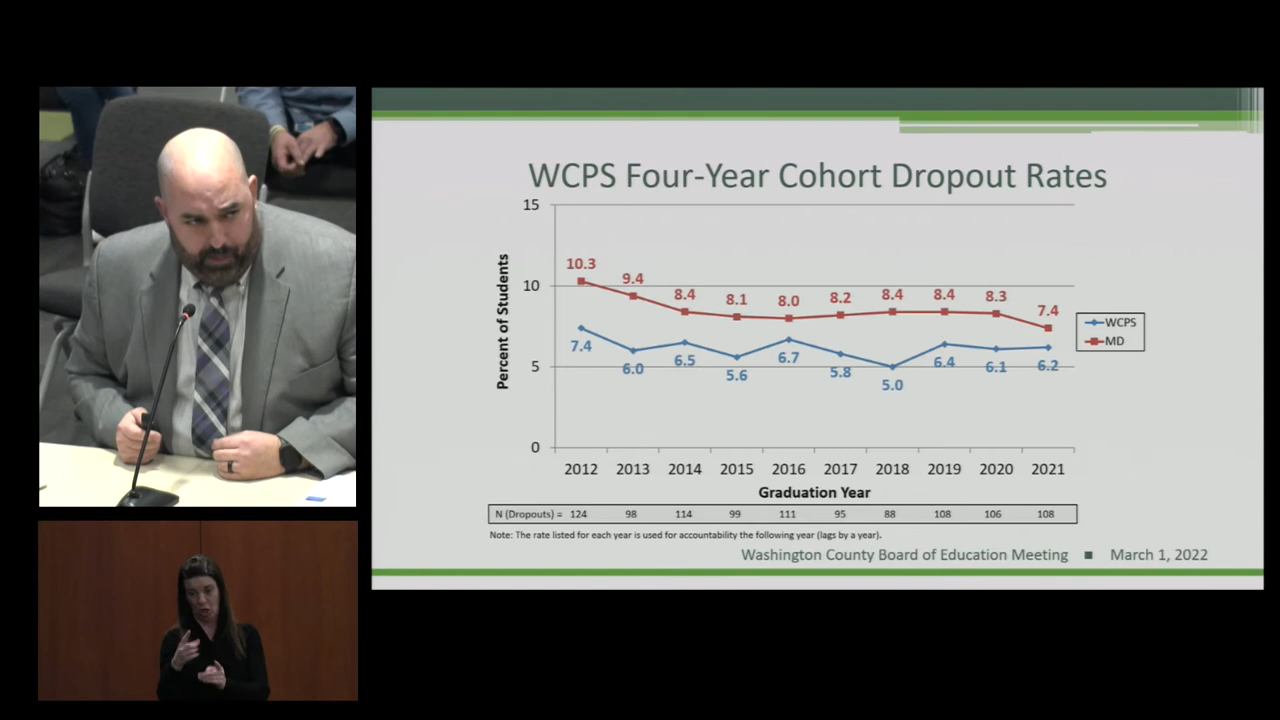 WCPS Four-Year Cohort Dropout Rates
15
10
5
0
Percent of Students
10.3 9.4 8.4 8.1 8.0 8.2 8.4 8.4 8.3 7.4
7.4 6.0 6.5 5.6 6.7 5.8 5.0 6.4 6.1 6.2
WCPS
MD
2012 2013 2014 2015 2016 2017 2018 2019 2020 2021
Graduation Year
N (Dropouts) = 124 98 114 99 111 95 88 108 106 108
Note: The rate listed for each year is used for accountability the following year (lags by a year).
Washington County Board of Education Meeting ■ March 1, 2022